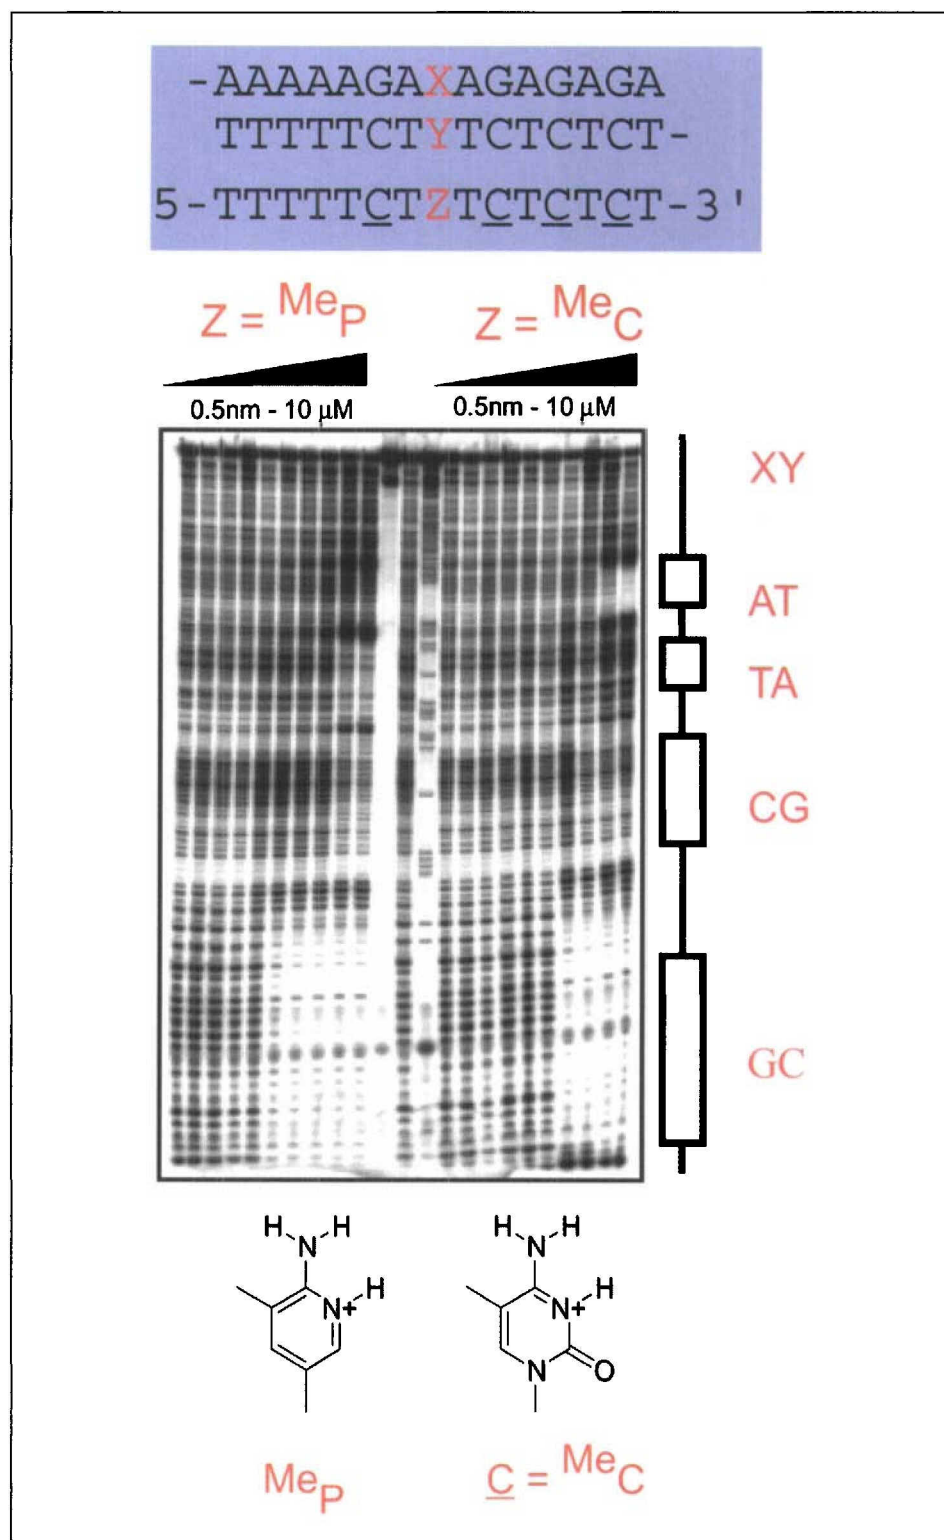 -AAAAAGAXAGAGAGA
TTTTTCTYTCTCTCT-
5-TTTTTCTZTCTCTCT-3'
Z = MeP Z = MeC
0.5nm - 10 μM 0.5nm - 10 μM
XY
AT
TA
CG
GC
H H H H
N N
N+ H N+ H
N O
MeP C = MeC